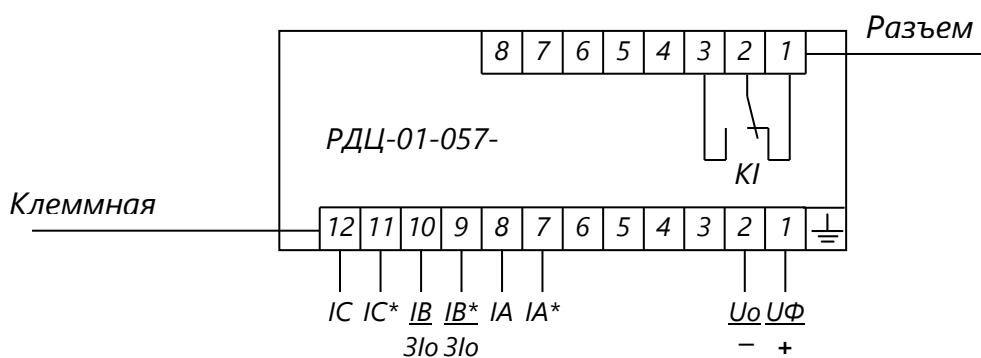 Разъем
8 7 6 5 4 3 2 1
РДЦ-01-057-
KI
Клеммная
12 11 10 9 8 7 6 5 4 3 2 1
IC IC* IB IB* IA IA* Uo UФ
3Io 3Io – +